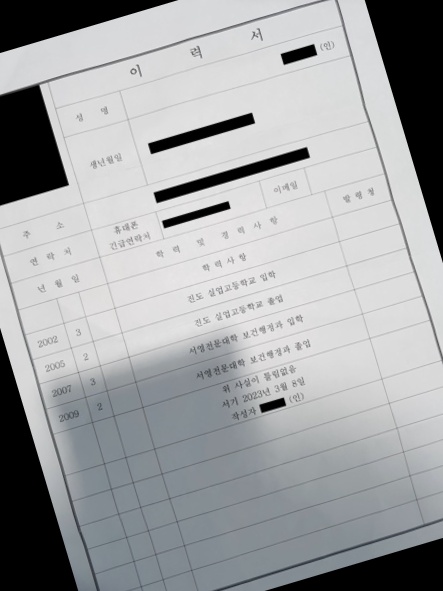 이 력 서
성 명
(인)
생년월일
주 소
연 락 처
휴대폰
긴급연락처
이메일
년 월 일
학 력 및 경 력 사 항
발 령 청
학 력 사 항
2002 3 진도 실업고등학교 입학
2005 2 진도 실업고등학교 졸업
2007 3 서영전문대학 보건행정과 입학
2009 2 서영전문대학 보건행정과 졸업
위 사실이 틀림없음
서기 2023년 3월 8일
작성자 (인)